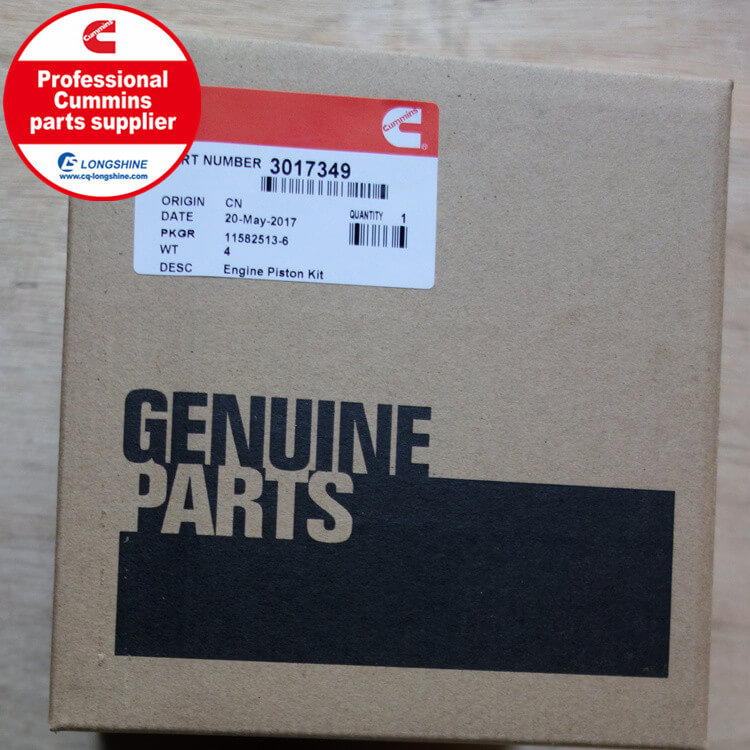 Cummins
Professional
Cummins
parts supplier
LONGSHINE
www.cq-longshine.com
Cummins
RT NUMBER 3017349
ORIGIN CN
DATE 20-May-2017 QUANTITY 1
PKGR 11582513-6
WT 4
DESC Engine Piston Kit
GENUINE
PARTS